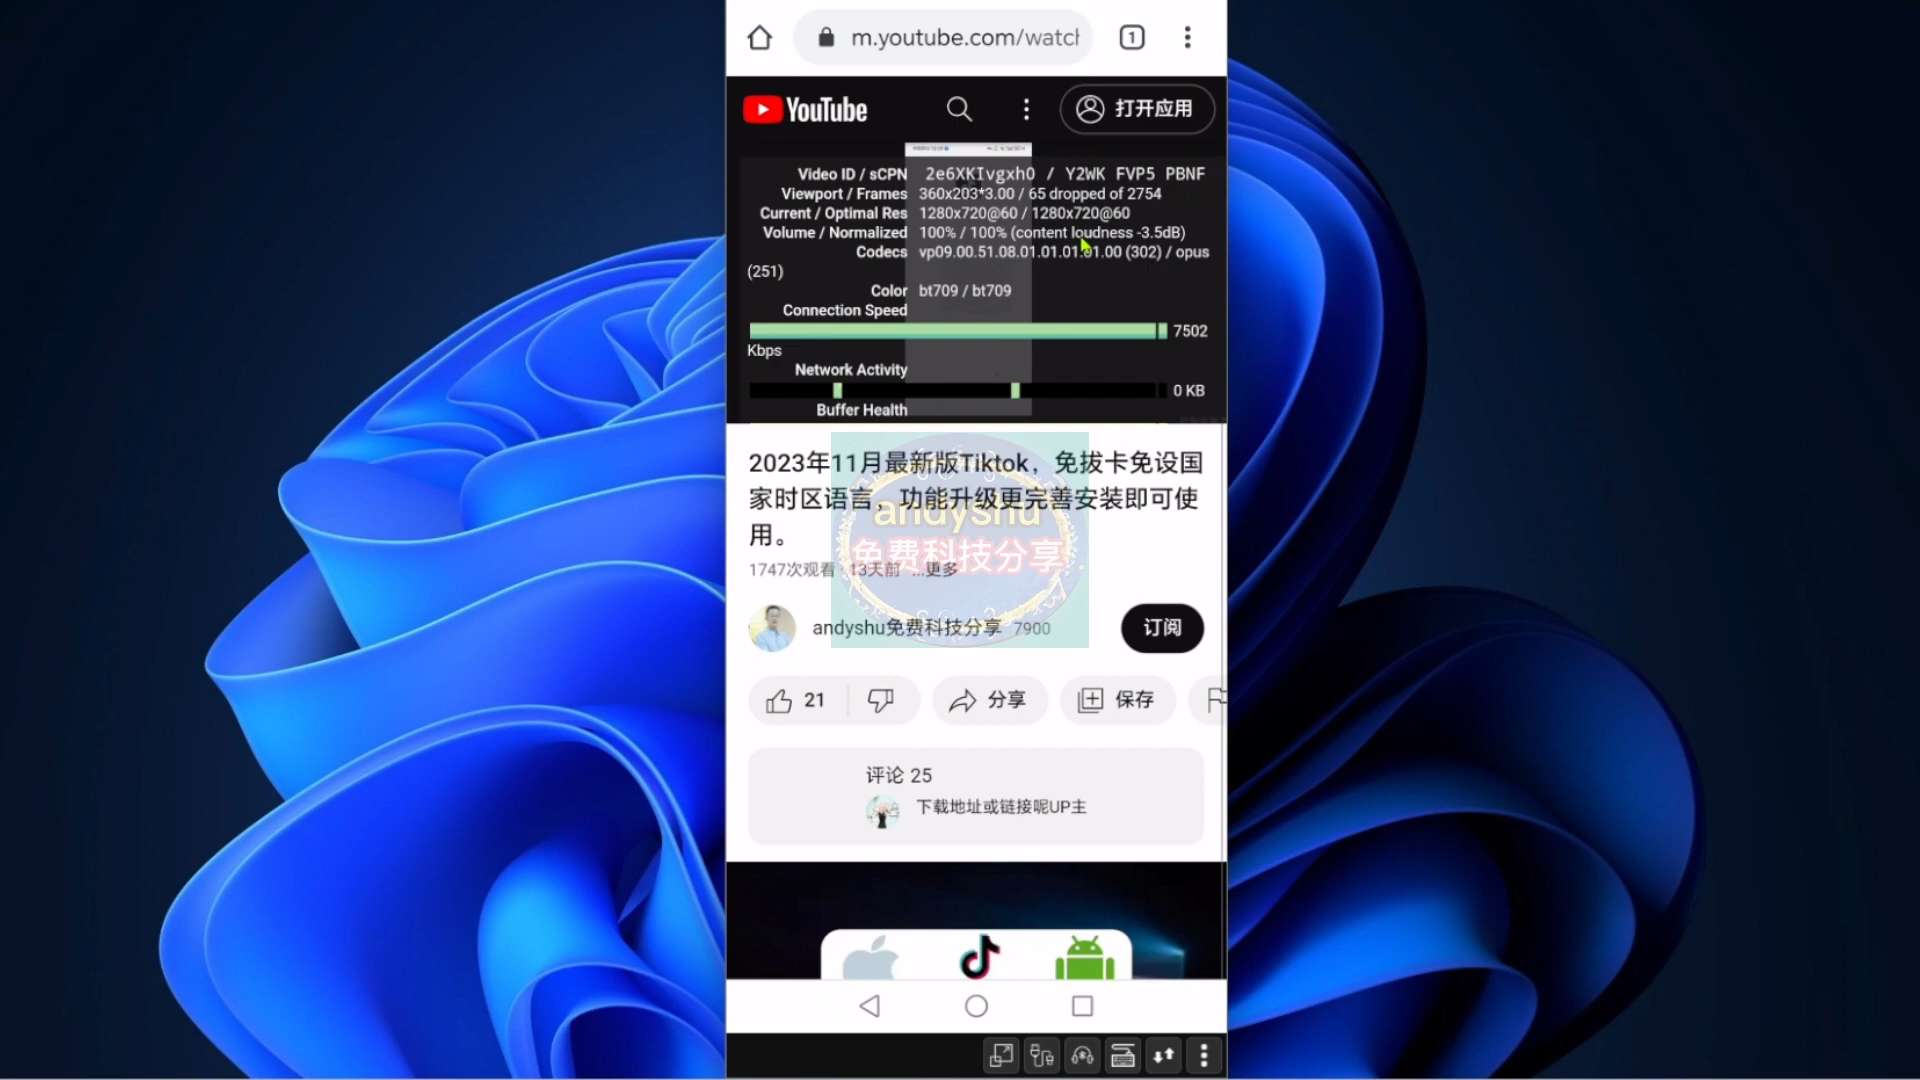 m.youtube.com/watch
1
YouTube
打开应用
Video ID / sCPN 2e6XKIvgxh0 / Y2WK FVP5 PBNF
Viewport / Frames 360x203*3.00 / 65 dropped of 2754
Current / Optimal Res 1280x720@60 / 1280x720@60
Volume / Normalized 100% / 100% (content loudness -3.5dB)
Codecs vp09.00.51.08.01.01.01.01.00 (302) / opus
(251)
Color bt709 / bt709
Connection Speed
7502
Kbps
Network Activity
0 KB
Buffer Health
2023年11月最新版Tiktok，免拔卡免设国
家时区语言，功能升级更完善安装即可使
用。
andyshu
免费科技分享
1747次观看 · 13天前 ...更多
andyshu免费科技分享 7900
订阅
21
分享
保存
评论 25
下载地址或链接呢UP主